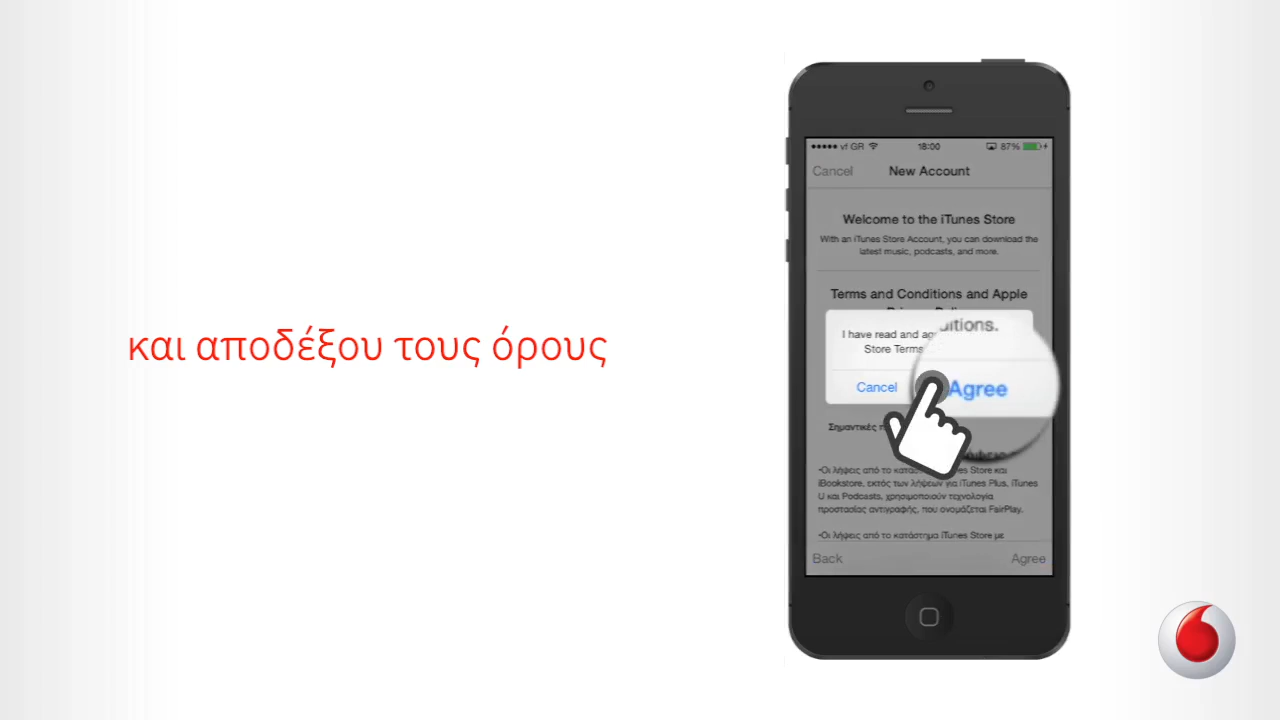 και αποδέξου τους όρους
vf GR 18:00 87%
Cancel New Account
Welcome to the iTunes Store
With an iTunes Store Account, you can download the
latest music, podcasts, and more.
Terms and Conditions and Apple
I have read and
Store Terms
ditions.
Cancel Agree
Σημαντικές
•Οι λήψεις από το Store και
iBookstore, εκτός των λήψεων για iTunes Plus, iTunes
U και Podcasts, χρησιμοποιούν τεχνολογία
προστασίας αντιγραφής, που ονομάζεται FairPlay.
•Οι λήψεις από το κατάστημα iTunes Store με
Back Agree